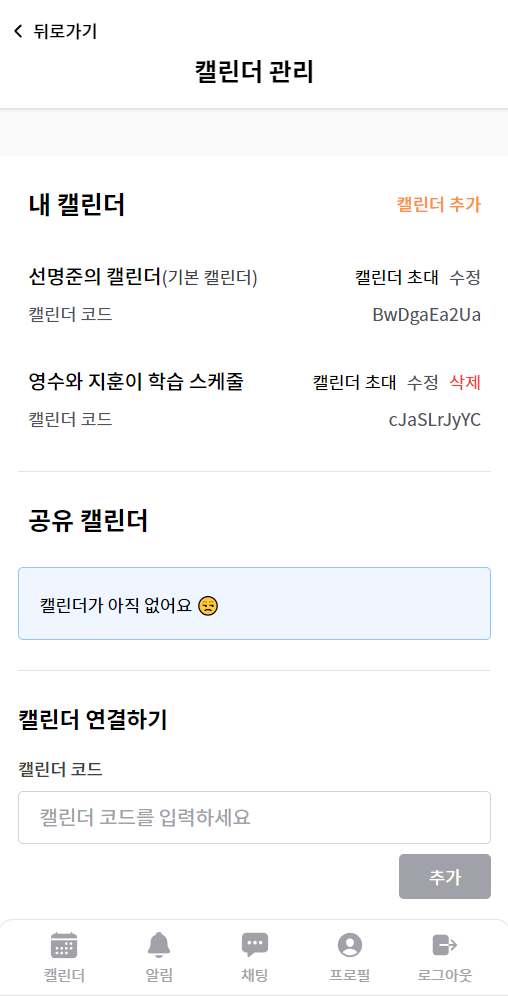 뒤로가기
캘린더 관리
내 캘린더 캘린더 추가
선명준의 캘린더(기본 캘린더) 캘린더 초대 수정
캘린더 코드 BwDgaEa2Ua
영수와 지훈이 학습 스케줄 캘린더 초대 수정 삭제
캘린더 코드 cJaSLrJyYC
공유 캘린더
캘린더가 아직 없어요 😒
캘린더 연결하기
캘린더 코드
캘린더 코드를 입력하세요
추가
캘린더 알림 채팅 프로필 로그아웃